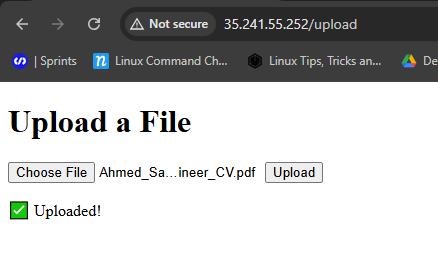 Not secure 35.241.55.252/upload
| Sprints Linux Command Ch... Linux Tips, Tricks an... De
Upload a File
Choose File Ahmed_Sa...ineer_CV.pdf Upload
✅ Uploaded!